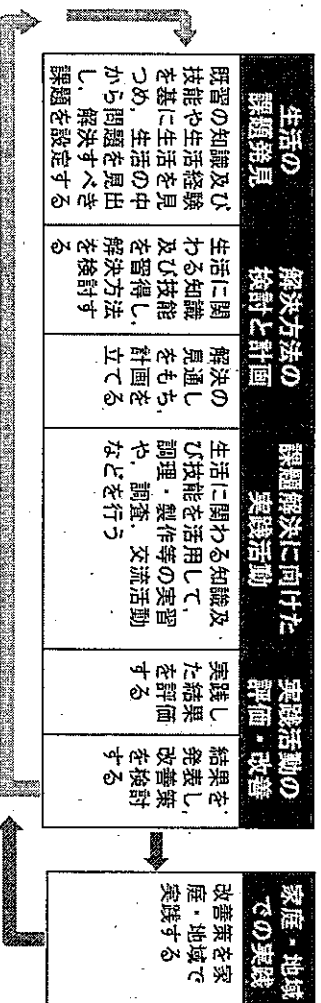 生活の
課題発見
既習の知識及び
技能や生活経験
を基に生活を見
つめ，生活の中
から問題を見出
し，解決すべき
課題を設定する
解決方法の
検討と計画
生活に関
わる知識
及び技能
を習得し，
解決方法
を検討す
る
解決の
見通し
をもち，
計画を
立てる
課題解決に向けた
実践活動
生活に関わる知識及
び技能を活用して，
調理・製作等の実習
や，調査，交流活動
などを行う
実践活動の
評価・改善
実践し
た結果
を評価
する
結果を
発表し，
改善策
を検討
する
家庭・地域
での実践
改善策を家
庭・地域で
実践する